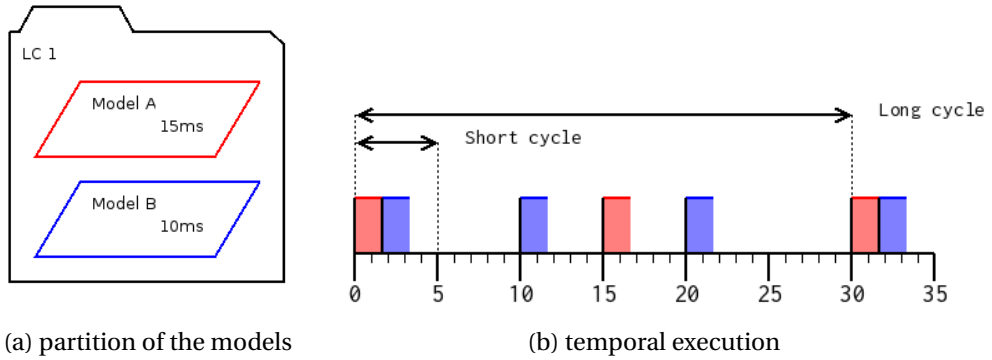 LC 1
Model A
15ms
Model B
10ms
Long cycle
Short cycle
0 5 10 15 20 25 30 35
(a) partition of the models
(b) temporal execution